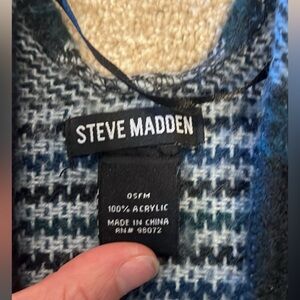 STEVE MADDEN
OSFM
100% ACRYLIC
MADE IN CHINA
RN# 98072